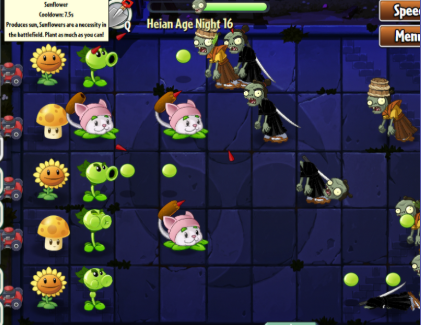 Sunflower
Cooldown: 7.5s
Produces sun, Sunflowers are a necessity in
the battlefield. Plant as much as you can!
Q
Heian Age Night 16
Spee
Menu